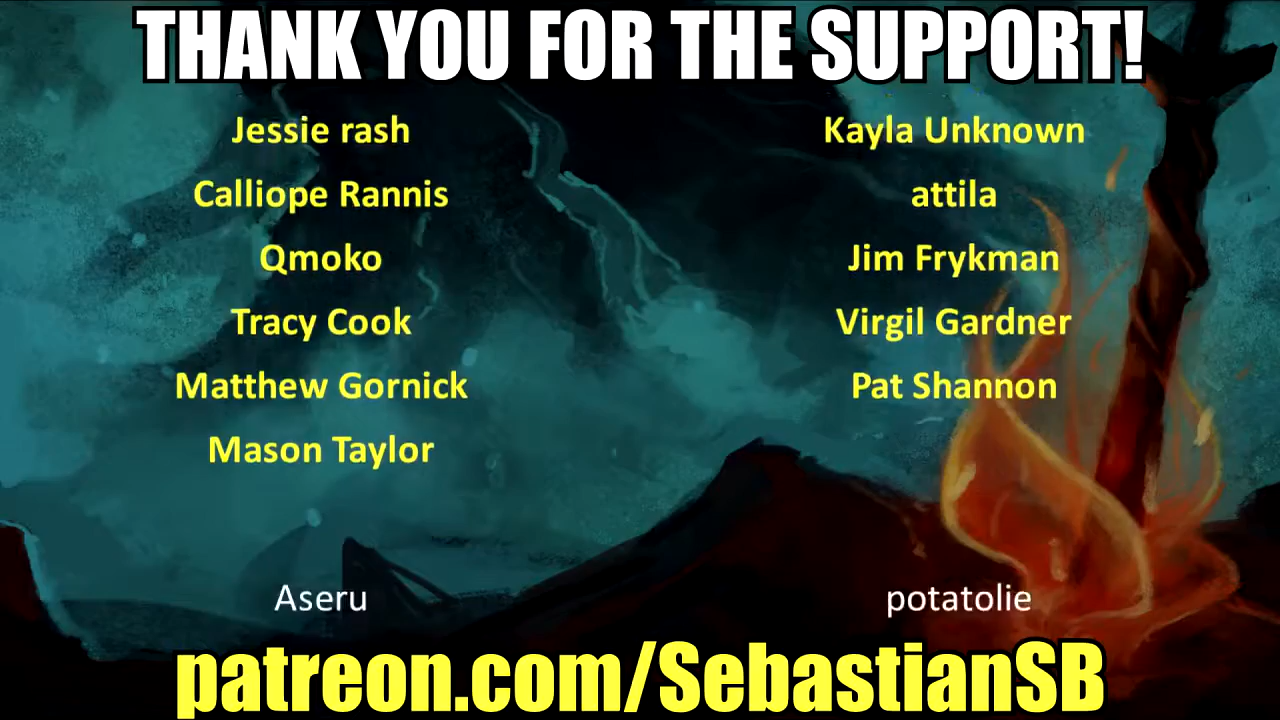 THANK YOU FOR THE SUPPORT!
Jessie rash
Calliope Rannis
Qmoko
Tracy Cook
Matthew Gornick
Mason Taylor
Kayla Unknown
attila
Jim Frykman
Virgil Gardner
Pat Shannon
Aseru
potatolie
patreon.com/SebastianSB